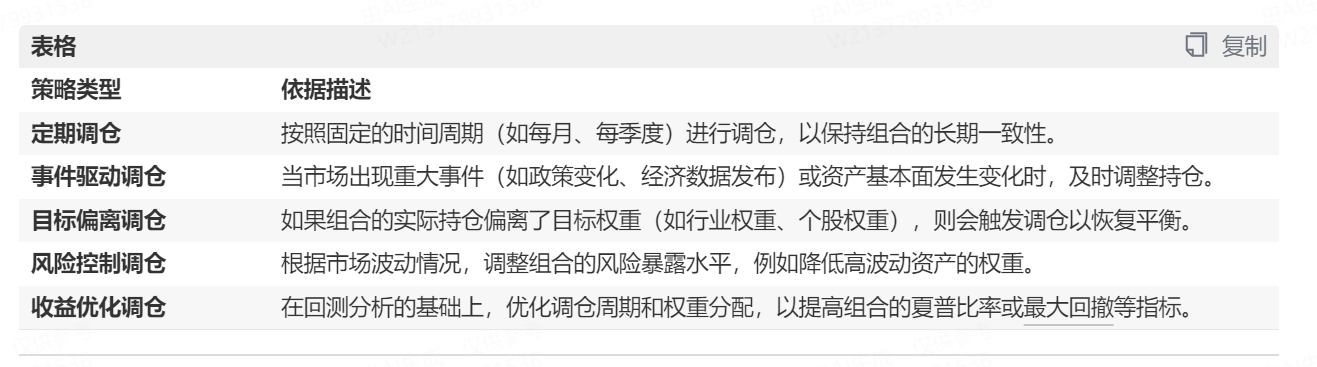 表格 复制
策略类型 依据描述
定期调仓 按照固定的时间周期（如每月、每季度）进行调仓，以保持组合的长期一致性。
事件驱动调仓 当市场出现重大事件（如政策变化、经济数据发布）或资产基本面发生变化时，及时调整持仓。
目标偏离调仓 如果组合的实际持仓偏离了目标权重（如行业权重、个股权重），则会触发调仓以恢复平衡。
风险控制调仓 根据市场波动情况，调整组合的风险暴露水平，例如降低高波动资产的权重。
收益优化调仓 在回测分析的基础上，优化调仓周期和权重分配，以提高组合的夏普比率或最大回撤等指标。